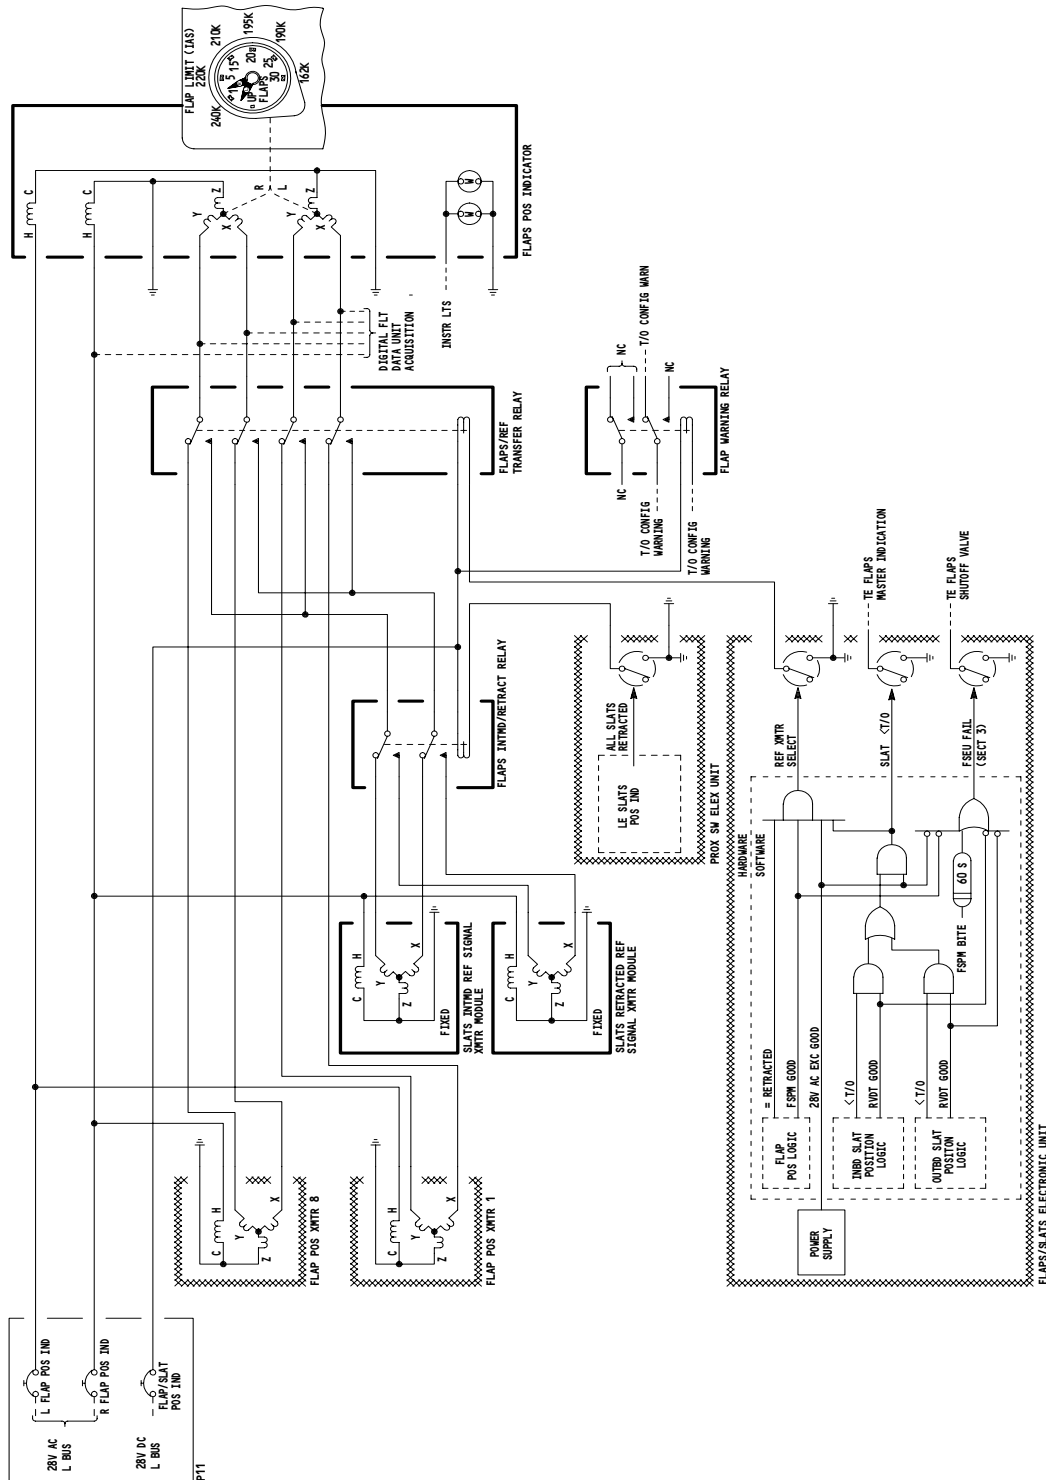 FLAP LIMIT (IAS)
240K
220K
210K
195K
190K
162K
UP
1
5
15
20
25
30
FLAPS
H
C
H
C
Y
X
Z
R
L
Y
X
Z
W
W
FLAPS POS INDICATOR
INSTR LTS
DIGITAL FLT
DATA UNIT
ACQUISITION
FLAPS/REF
TRANSFER RELAY
NC
T/O CONFIG WARN
NC
FLAP WARNING RELAY
NC
T/O CONFIG
WARNING
T/O CONFIG
WARNING
FLAPS INTMD/RETRACT RELAY
ALL SLATS
RETRACTED
LE SLATS
POS IND
PROX SW ELEX UNIT
TE FLAPS
MASTER INDICATION
TE FLAPS
SHUTOFF VALVE
REF XMTR
SELECT
SLAT <T/O
FSEU FAIL
(SECT 3)
HARDWARE
SOFTWARE
60 S
FSPM BITE
= RETRACTED
FSPM GOOD
28V AC EXC GOOD
<T/O
RVDT GOOD
<T/O
RVDT GOOD
FLAP
POS LOGIC
INBD SLAT
POSITION
LOGIC
OUTBD SLAT
POSITON
LOGIC
POWER
SUPPLY
FLAPS/SLATS ELECTRONIC UNIT
C
H
Y
X
Z
FIXED
SLATS INTMD REF SIGNAL
XMTR MODULE
C
H
Y
X
Z
FIXED
SLATS RETRACTED REF
SIGNAL XMTR MODULE
C
H
Y
X
Z
FLAP POS XMTR 8
C
H
Y
X
Z
FLAP POS XMTR 1
L FLAP POS IND
R FLAP POS IND
FLAP/SLAT
POS IND
28V AC
L BUS
28V DC
L BUS
P11